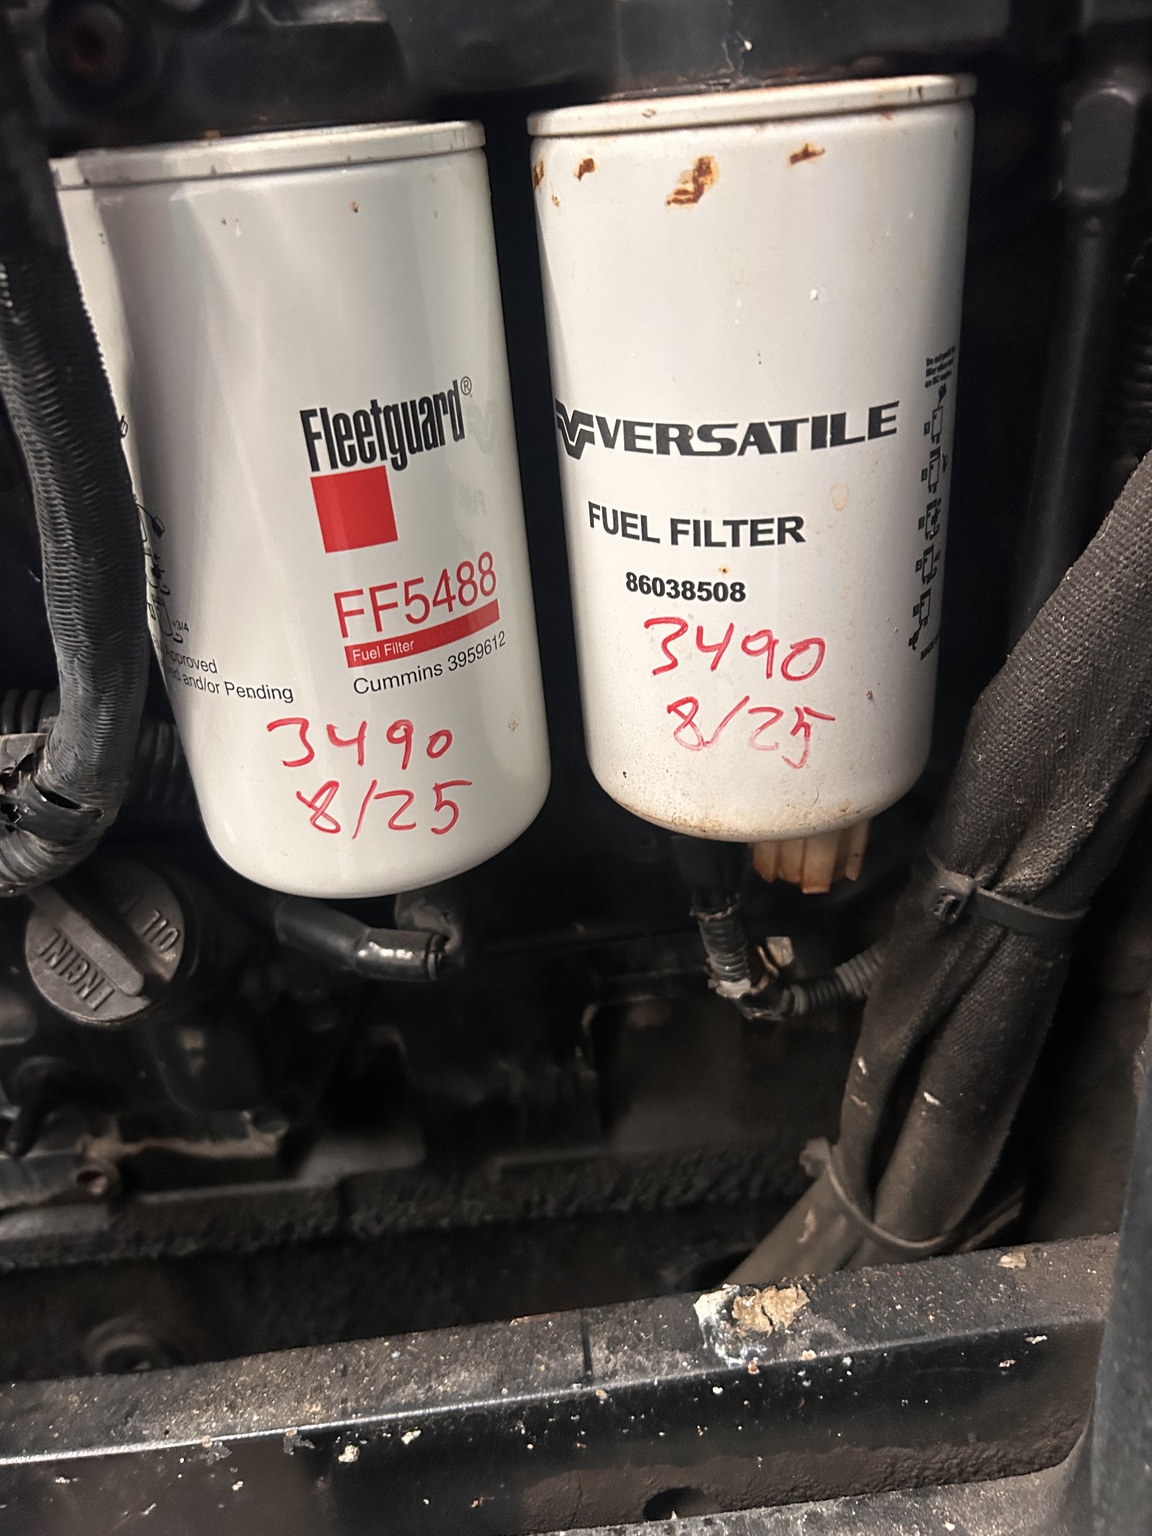 Fleetguard®
FF5488
Fuel Filter
Cummins 3959612
and/or Pending
3490
8/25
VERSATILE
FUEL FILTER
86038508
3490
8/25
ENGINE
OIL